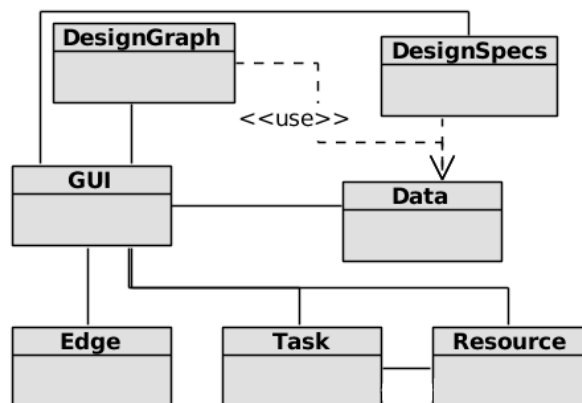 DesignGraph
DesignSpecs
<<use>>
GUI
Data
Edge
Task
Resource